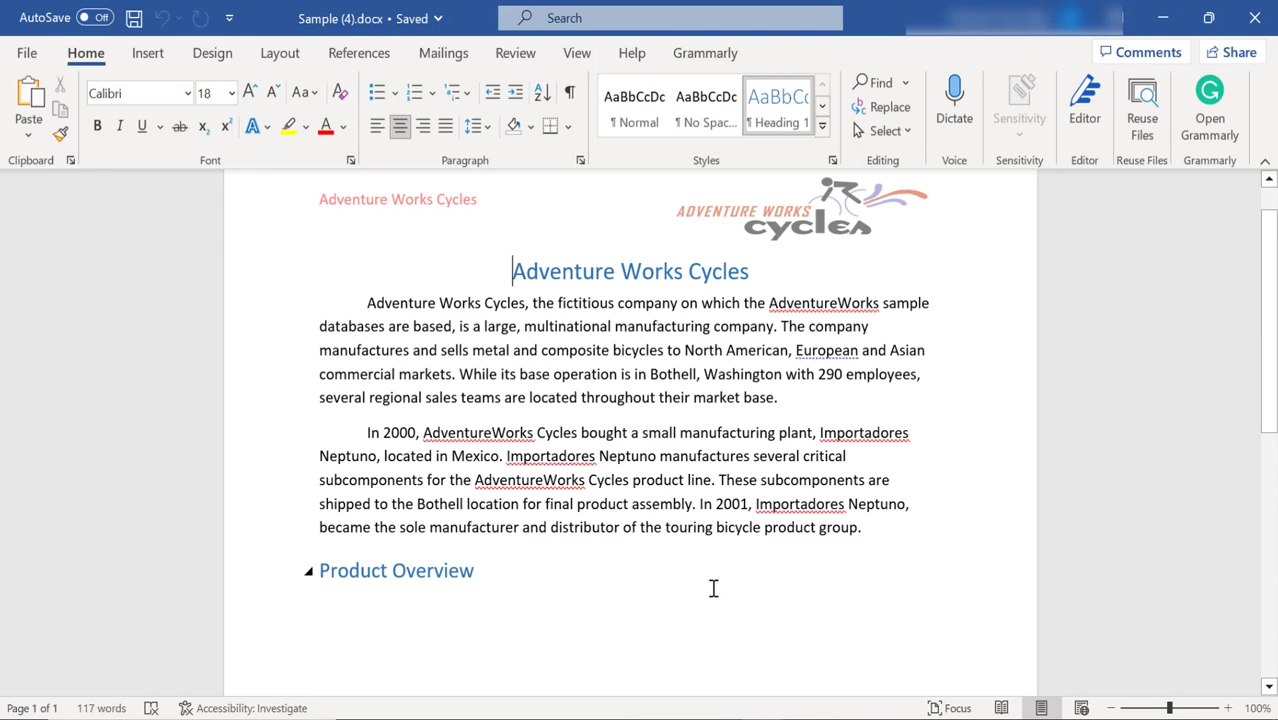 AutoSave Off Sample (4).docx • Saved Search
File Home Insert Design Layout References Mailings Review View Help Grammarly Comments Share
Paste
Calibri 18 Aa
B I U ab x₂ x² A A
AaBbCcDc AaBbCcDc AaBbCc
¶ Normal ¶ No Spac... ¶ Heading 1
Find
Replace
Select
Dictate Sensitivity Editor Reuse Files Open Grammarly
Clipboard Font Paragraph Styles Editing Voice Sensitivity Editor Reuse Files Grammarly
Adventure Works Cycles
ADVENTURE WORKS
cycles
Adventure Works Cycles
Adventure Works Cycles, the fictitious company on which the AdventureWorks sample
databases are based, is a large, multinational manufacturing company. The company
manufactures and sells metal and composite bicycles to North American, European and Asian
commercial markets. While its base operation is in Bothell, Washington with 290 employees,
several regional sales teams are located throughout their market base.
In 2000, AdventureWorks Cycles bought a small manufacturing plant, Importadores
Neptuno, located in Mexico. Importadores Neptuno manufactures several critical
subcomponents for the AdventureWorks Cycles product line. These subcomponents are
shipped to the Bothell location for final product assembly. In 2001, Importadores Neptuno,
became the sole manufacturer and distributor of the touring bicycle product group.
Product Overview
Page 1 of 1 117 words Accessibility: Investigate Focus 100%